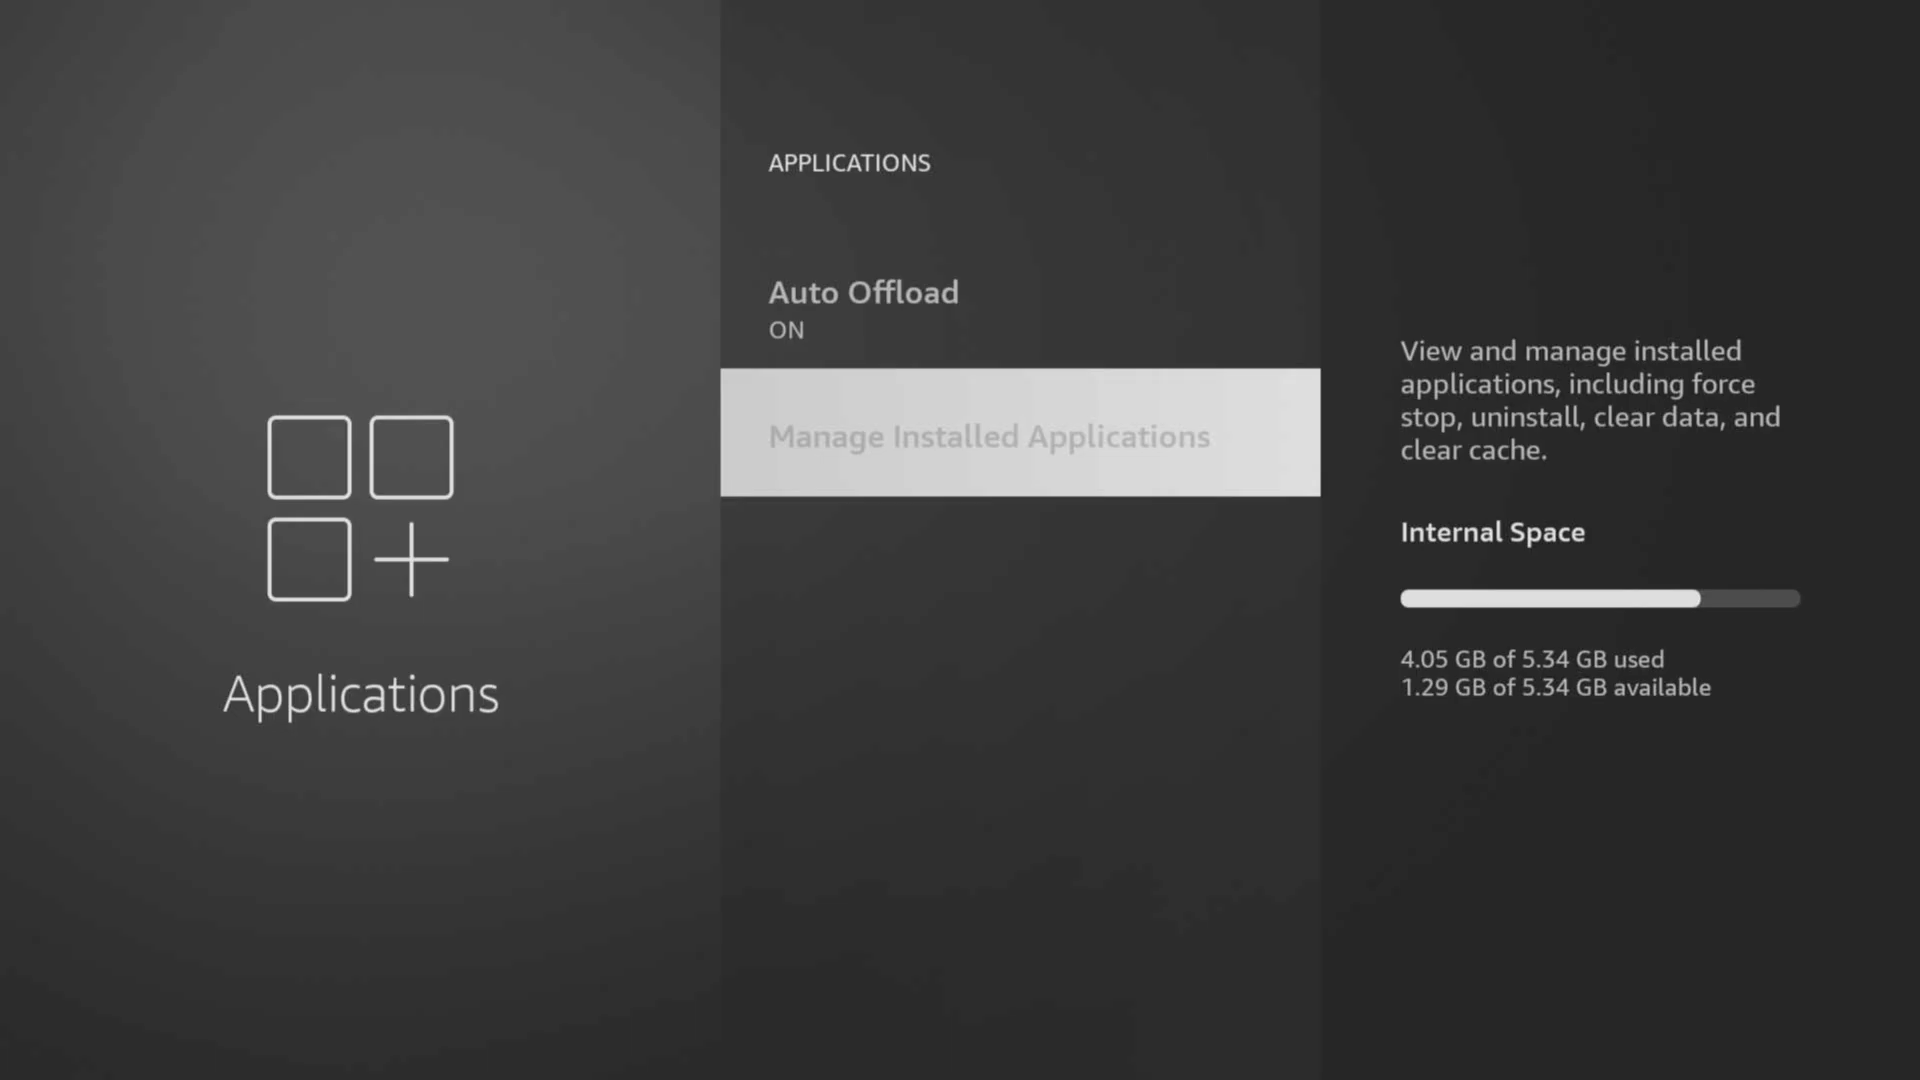 Applications
APPLICATIONS
Auto Offload
ON
Manage Installed Applications
View and manage installed
applications, including force
stop, uninstall, clear data, and
clear cache.
Internal Space
4.05 GB of 5.34 GB used
1.29 GB of 5.34 GB available